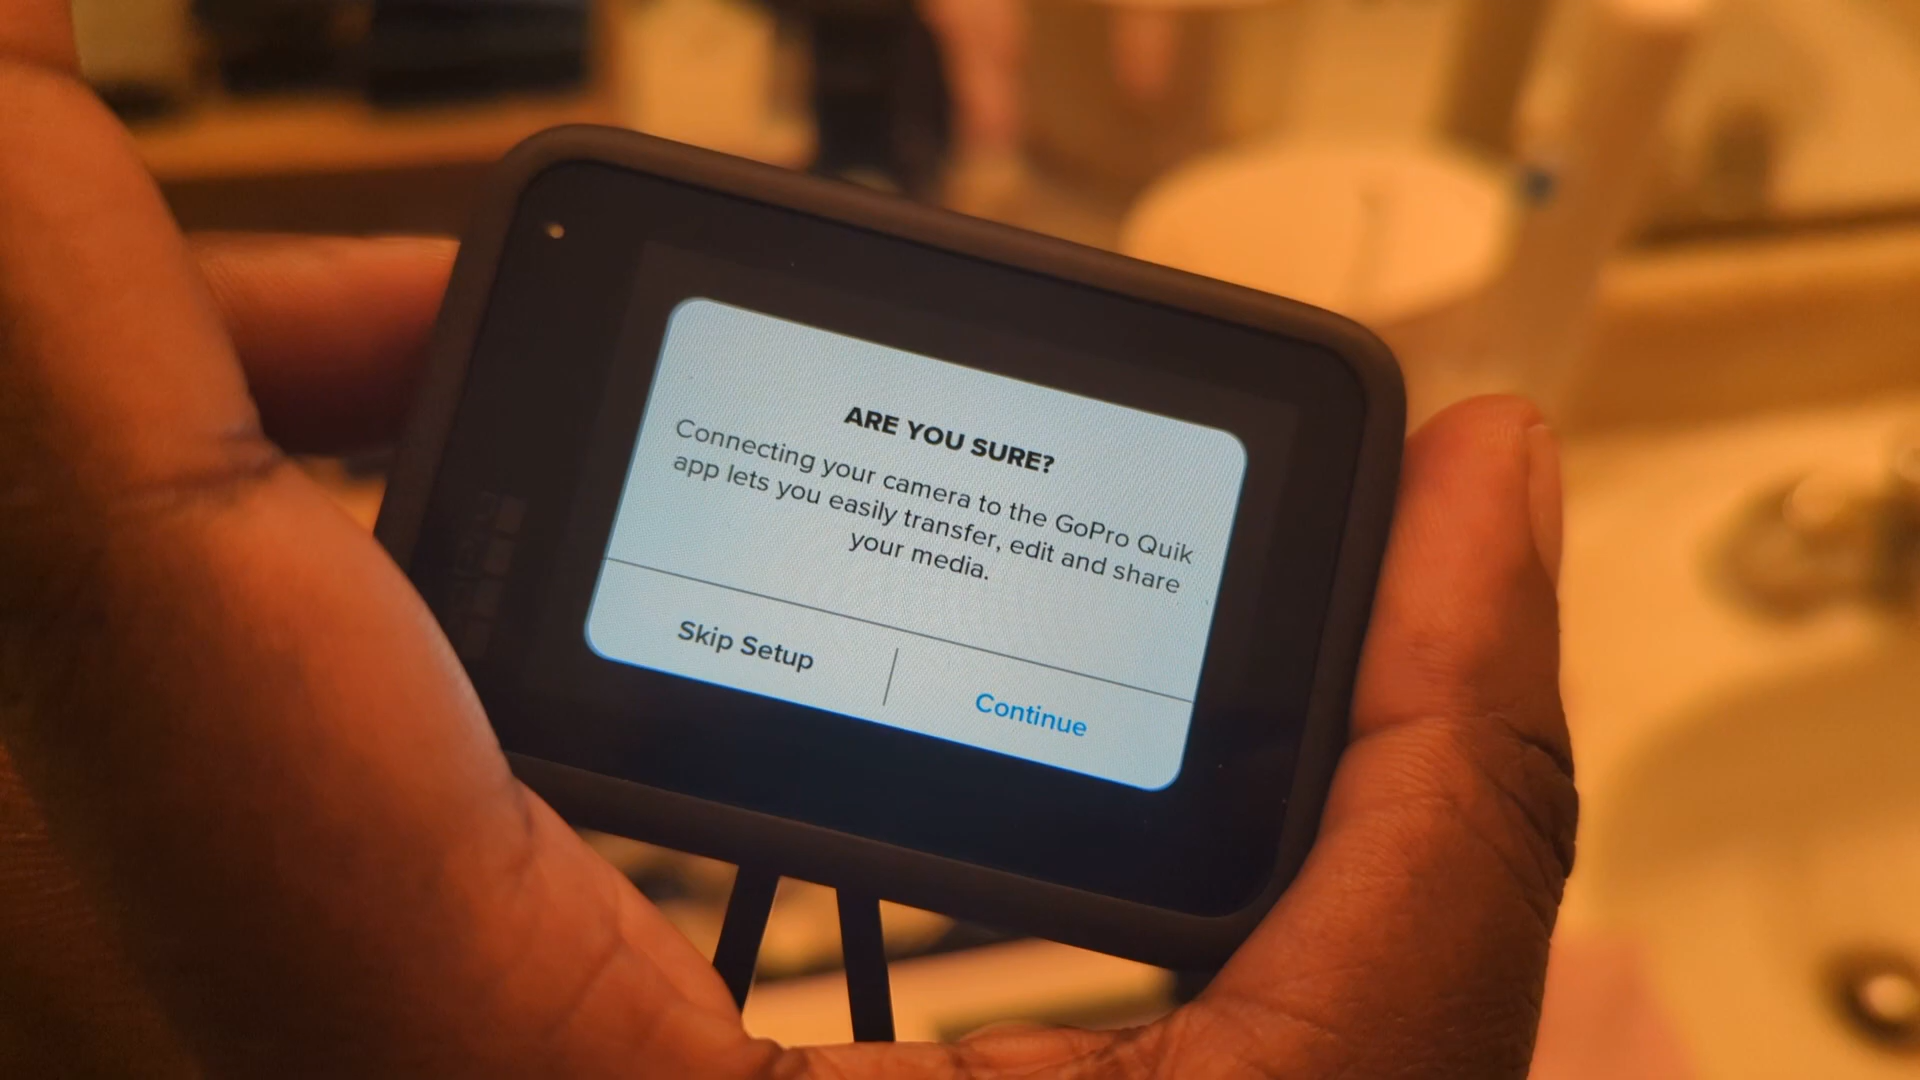 ARE YOU SURE?
Connecting your camera to the GoPro Quik
app lets you easily transfer, edit and share
your media.
Skip Setup
Continue